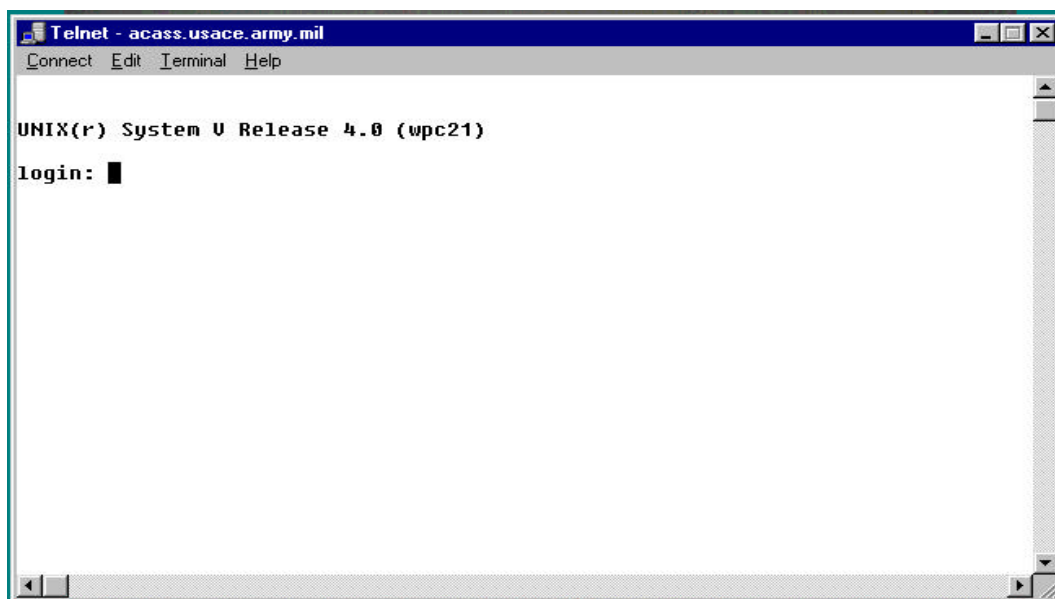 Telnet - acass.usace.army.mil
Connect Edit Terminal Help
UNIX(r) System V Release 4.0 (wpc21)
login: